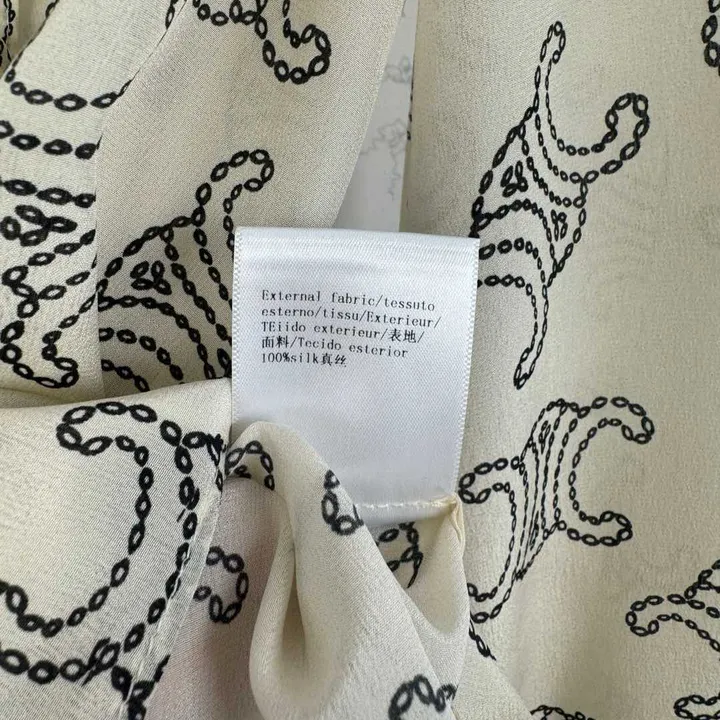 External fabric/tessuto
esterno/tissu/Exterieur/
TEiido exterieur/表地/
面料/Tecido esterior
100%silk真丝